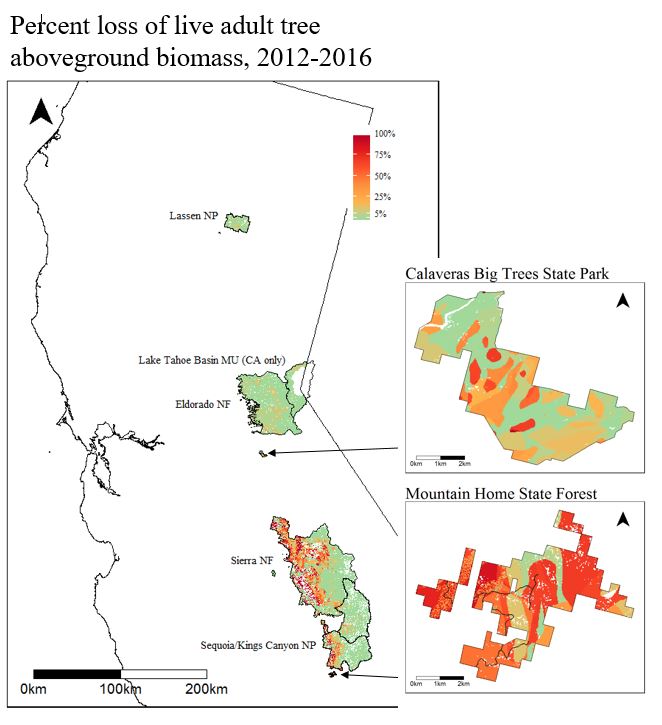 Percent loss of live adult tree
aboveground biomass, 2012-2016
100%
75%
50%
25%
5%
Lassen NP
Calaveras Big Trees State Park
Lake Tahoe Basin MU (CA only)
Eldorado NF
0km 1km 2km
Mountain Home State Forest
Sierra NF
Sequoia/Kings Canyon NP
0km 100km 200km
0km 1km 2km